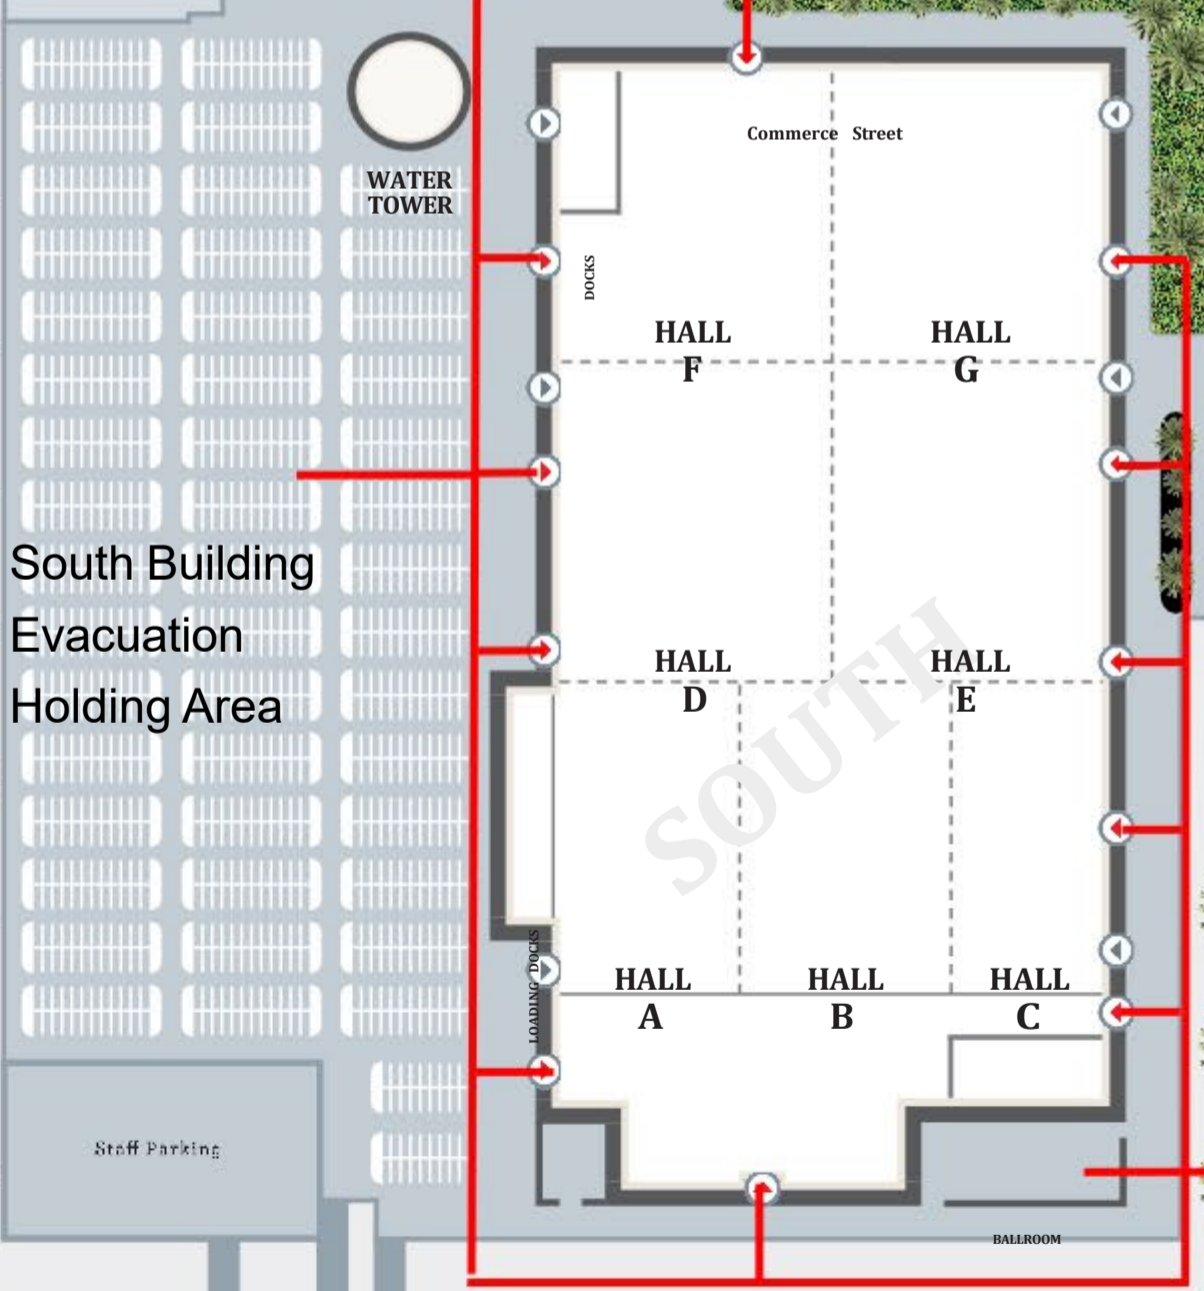 Commerce Street
WATER
TOWER
DOCKS
HALL
F
HALL
G
South Building
Evacuation
Holding Area
HALL
D
HALL
E
SOUTH
LOADING DOCKS
HALL
A
HALL
B
HALL
C
Staff Parking
BALLROOM